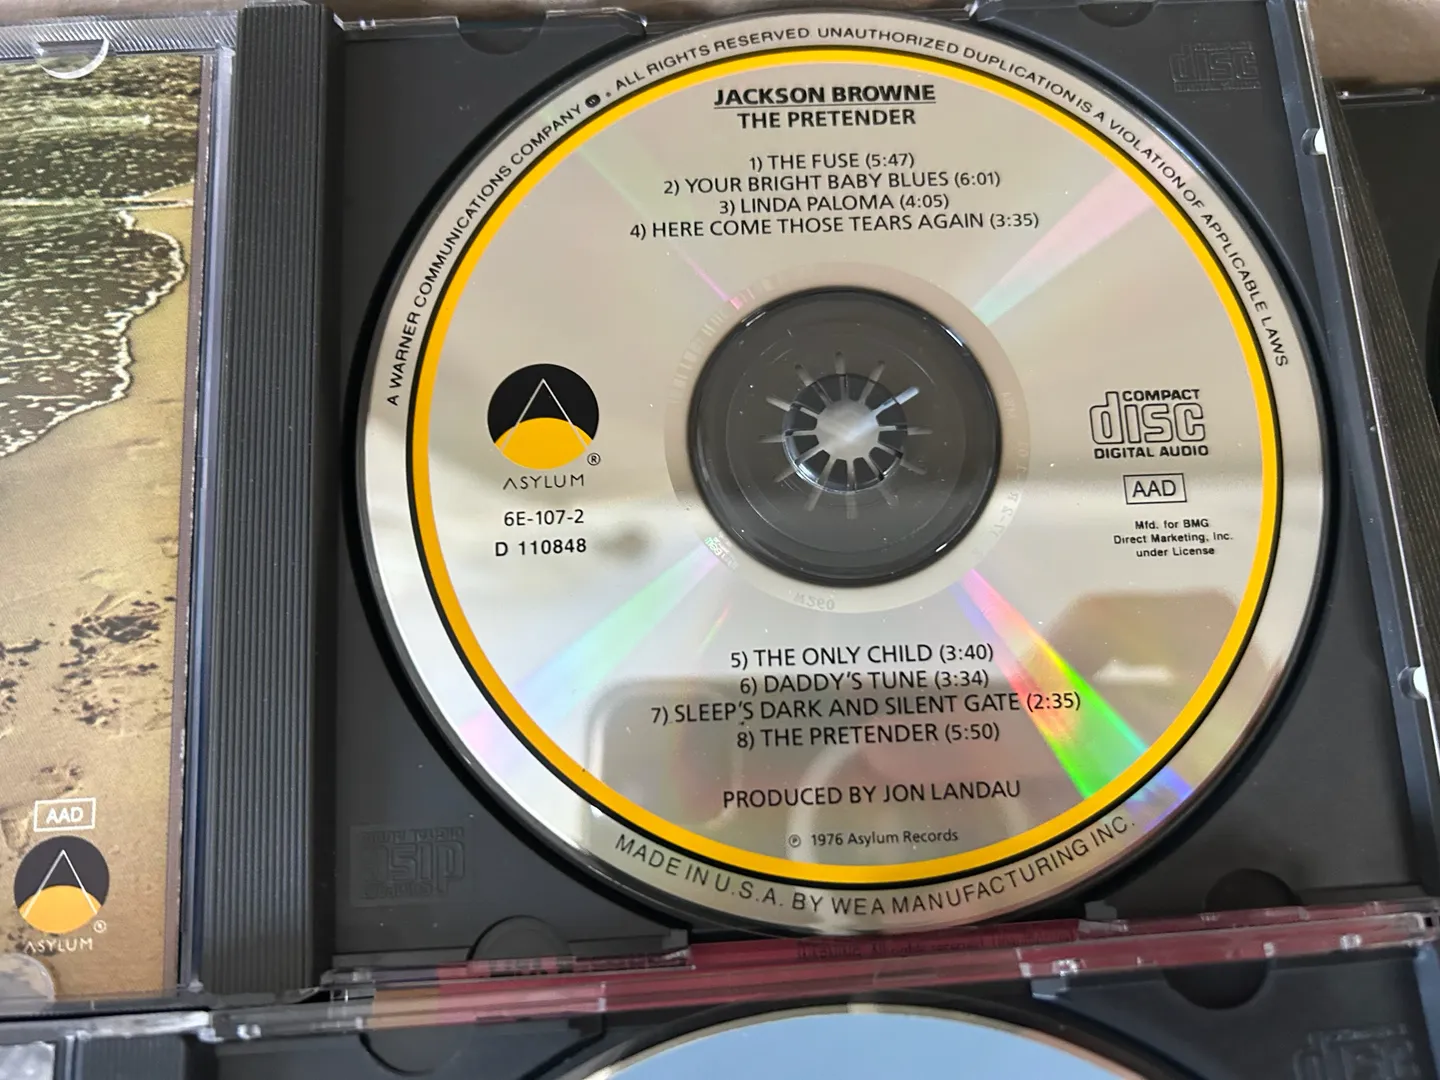 A WARNER COMMUNICATIONS COMPANY • ALL RIGHTS RESERVED UNAUTHORIZED DUPLICATION IS A VIOLATION OF APPLICABLE LAWS
JACKSON BROWNE
THE PRETENDER
1) THE FUSE (5:47)
2) YOUR BRIGHT BABY BLUES (6:01)
3) LINDA PALOMA (4:05)
4) HERE COME THOSE TEARS AGAIN (3:35)
®
ASYLUM
6E-107-2
D 110848
COMPACT
disc
DIGITAL AUDIO
AAD
Mfd. for BMG
Direct Marketing, Inc.
under License
5) THE ONLY CHILD (3:40)
6) DADDY'S TUNE (3:34)
7) SLEEP'S DARK AND SILENT GATE (2:35)
8) THE PRETENDER (5:50)
PRODUCED BY JON LANDAU
℗ 1976 Asylum Records
MADE IN U.S.A. BY WEA MANUFACTURING INC.
AAD
®
ASYLUM
disc